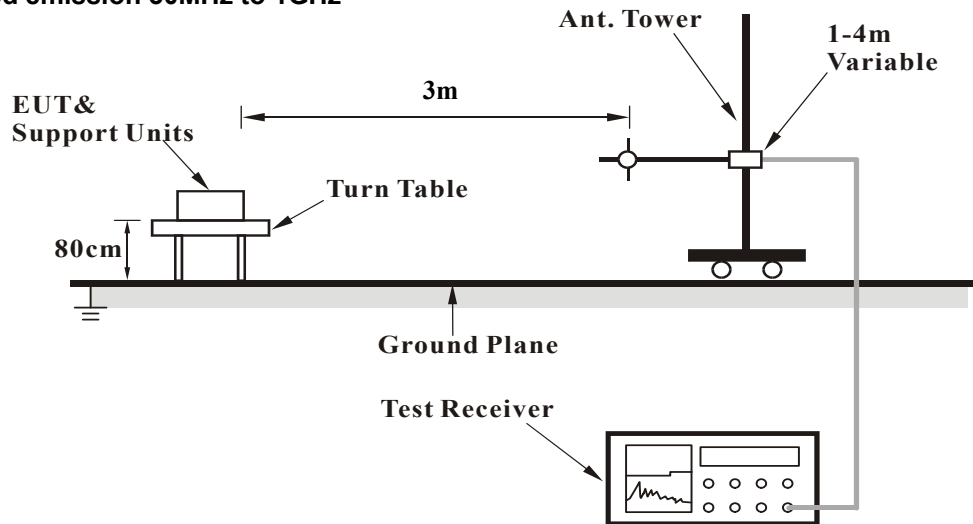 emission 30MHz to 1GHz
Ant. Tower
1-4m
Variable
3m
EUT&
Support Units
Turn Table
80cm
Ground Plane
Test Receiver